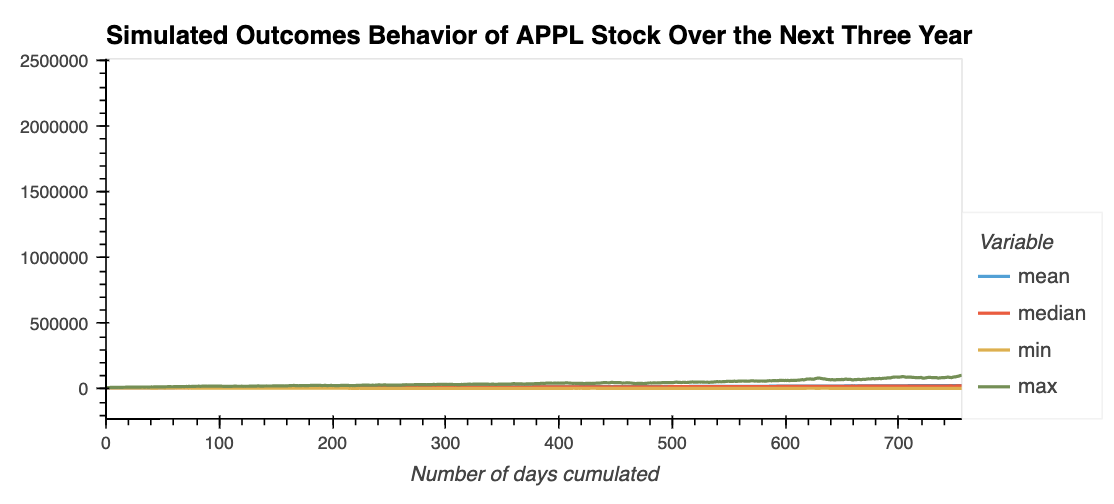 Simulated Outcomes Behavior of APPL Stock Over the Next Three Year
2500000
2000000
1500000
1000000
500000
0
0 100 200 300 400 500 600 700
Number of days cumulated
Variable
mean
median
min
max